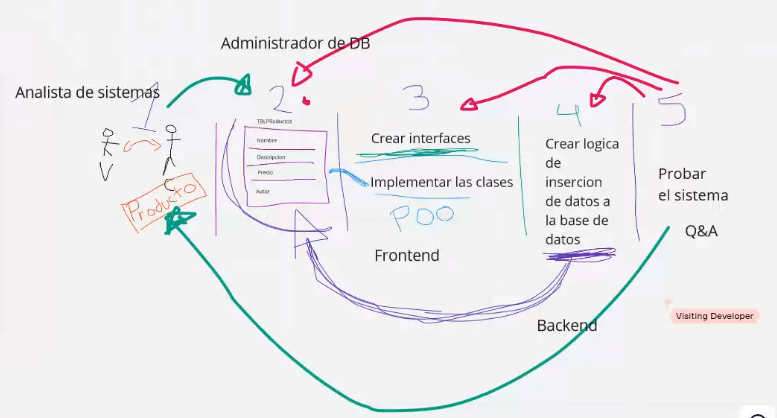 Administrador de DB
Analista de sistemas
1
2
3
4
5
V
C
Producto
TBLPRoductos
Nombre
Descripcion
Precio
Autor
Crear interfaces
Implementar las clases
POO
Frontend
Crear logica
de
insercion
de datos a
la base de
datos
Backend
Probar
el sistema
Q&A
Visiting Developer